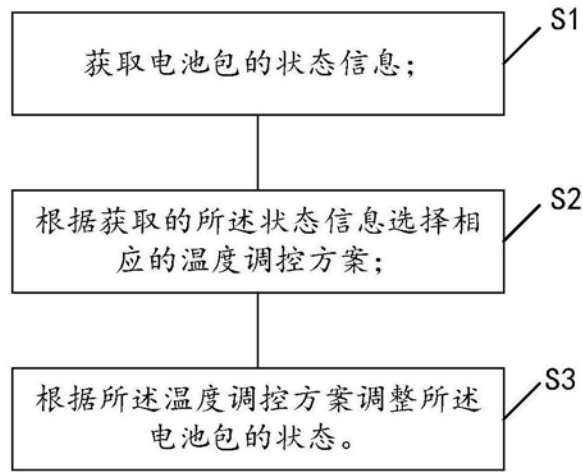 S1
获取电池包的状态信息；
S2
根据获取的所述状态信息选择相
应的温度调控方案；
S3
根据所述温度调控方案调整所述
电池包的状态。